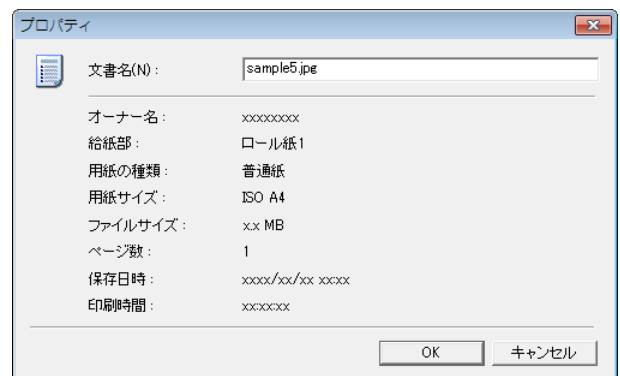 プロパティ
文書名(N)： sample5.jpg
オーナー名： xxxxxxxx
給紙部： ロール紙1
用紙の種類： 普通紙
用紙サイズ： ISO A4
ファイルサイズ： x.x MB
ページ数： 1
保存日時： xxxx/xx/xx xx:xx
印刷時間： xx:xx:xx
OK キャンセル